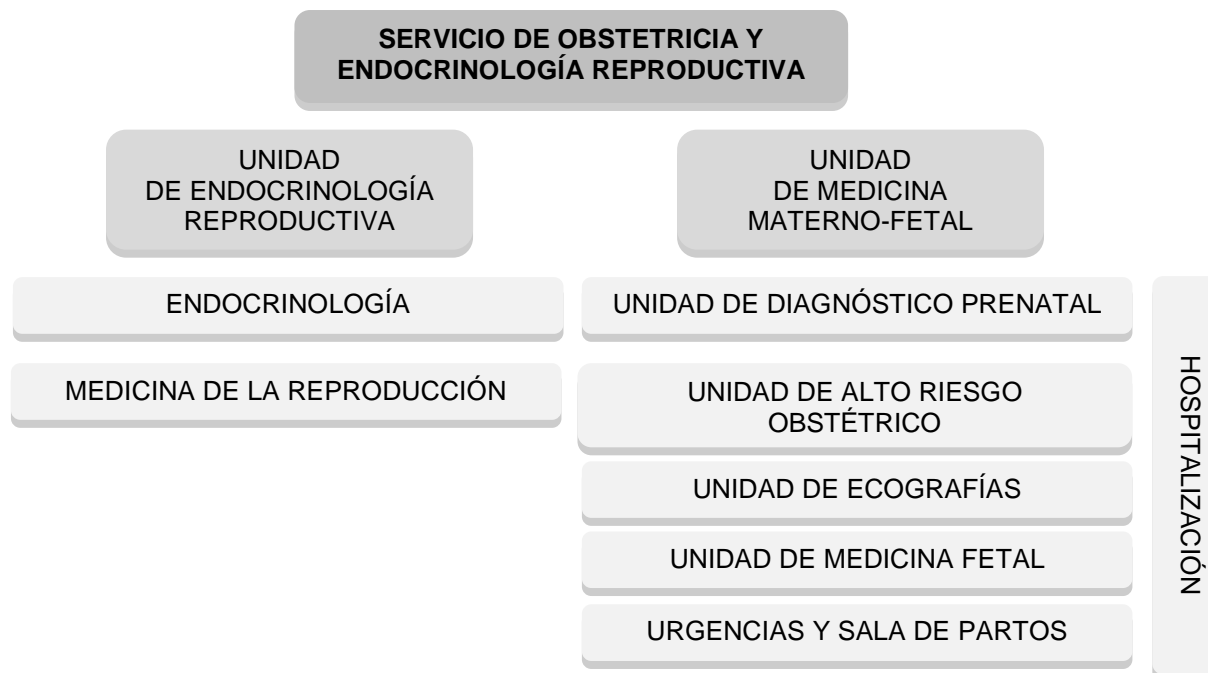 SERVICIO DE OBSTETRICIA Y
ENDOCRINOLOGÍA REPRODUCTIVA
UNIDAD
DE ENDOCRINOLOGÍA
REPRODUCTIVA
UNIDAD
DE MEDICINA
MATERNO-FETAL
ENDOCRINOLOGÍA
MEDICINA DE LA REPRODUCCIÓN
UNIDAD DE DIAGNÓSTICO PRENATAL
UNIDAD DE ALTO RIESGO
OBSTÉTRICO
UNIDAD DE ECOGRAFÍAS
UNIDAD DE MEDICINA FETAL
URGENCIAS Y SALA DE PARTOS
HOSPITALIZACIÓN